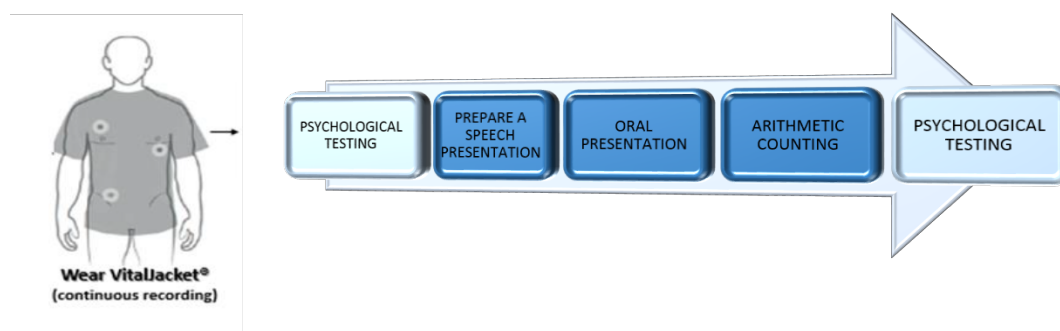 Wear VitalJacket®
(continuous recording)
PSYCHOLOGICAL
TESTING
PREPARE A
SPEECH
PRESENTATION
ORAL
PRESENTATION
ARITHMETIC
COUNTING
PSYCHOLOGICAL
TESTING